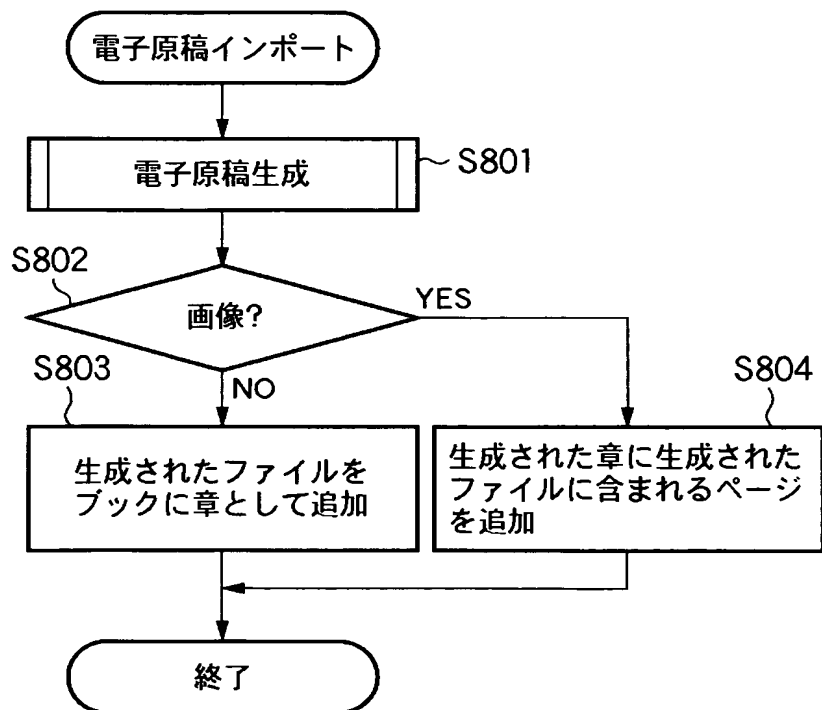 電子原稿インポート
電子原稿生成
S801
S802
画像?
YES
S803
NO
S804
生成されたファイルを
ブックに章として追加
生成された章に生成された
ファイルに含まれるページ
を追加
終了